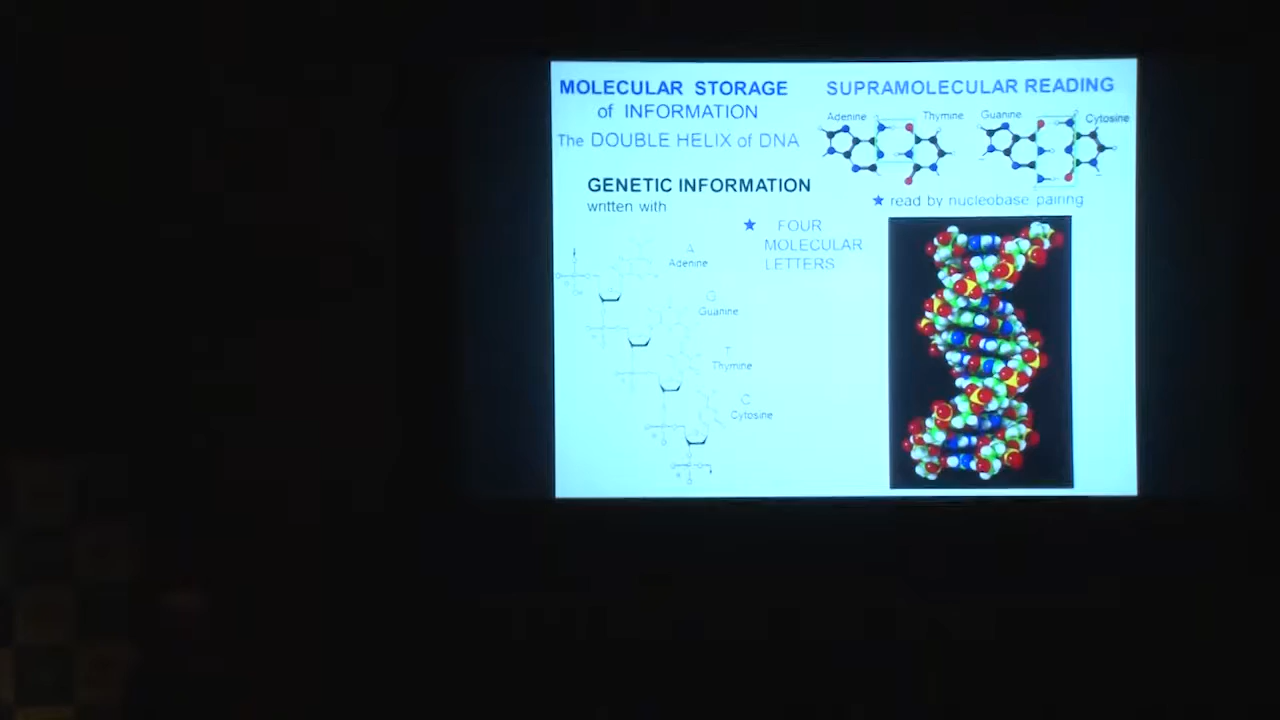 MOLECULAR STORAGE
of INFORMATION
The DOUBLE HELIX of DNA
GENETIC INFORMATION
written with
★ FOUR
MOLECULAR
LETTERS
A
Adenine
G
Guanine
T
Thymine
C
Cytosine
SUPRAMOLECULAR READING
Adenine Thymine Guanine Cytosine
★ read by nucleobase pairing